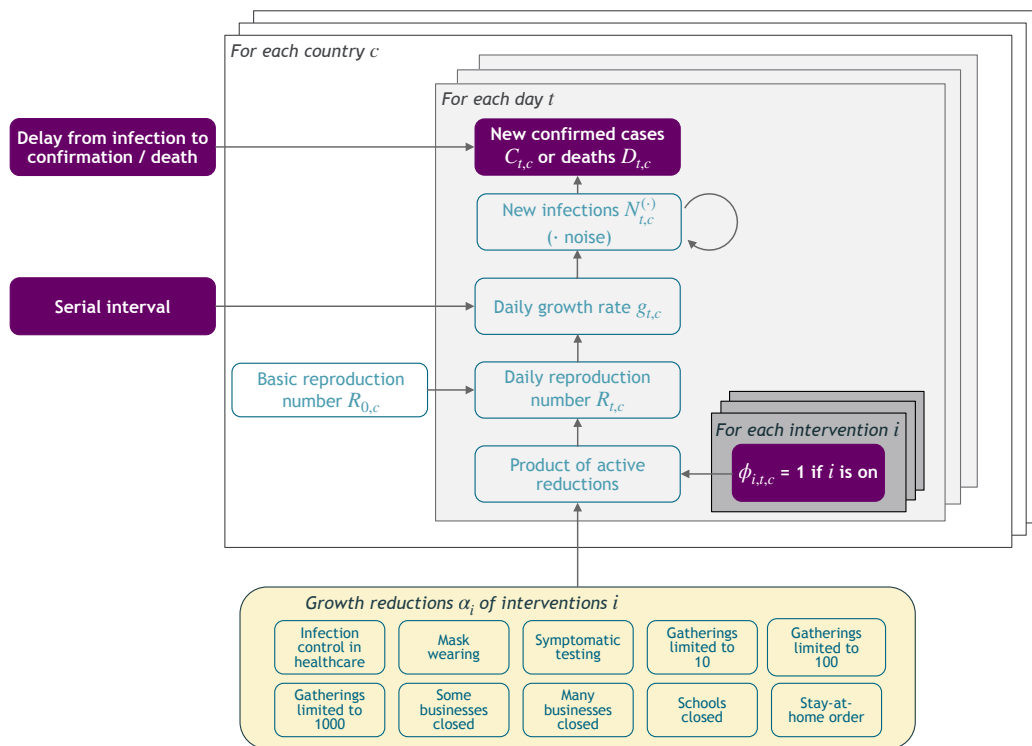 For each country c
For each day t
Delay from infection to
confirmation / death
New confirmed cases
C_{t,c} or deaths D_{t,c}
New infections N_{t,c}^{(·)}
(· noise)
Serial interval
Daily growth rate g_{t,c}
Basic reproduction
number R_{0,c}
Daily reproduction
number R_{t,c}
For each intervention i
ϕ_{i,t,c} = 1 if i is on
Product of active
reductions
Growth reductions α_i of interventions i
Infection
control in
healthcare
Mask
wearing
Symptomatic
testing
Gatherings
limited to
10
Gatherings
limited to
100
Gatherings
limited to
1000
Some
businesses
closed
Many
businesses
closed
Schools
closed
Stay-at-
home order